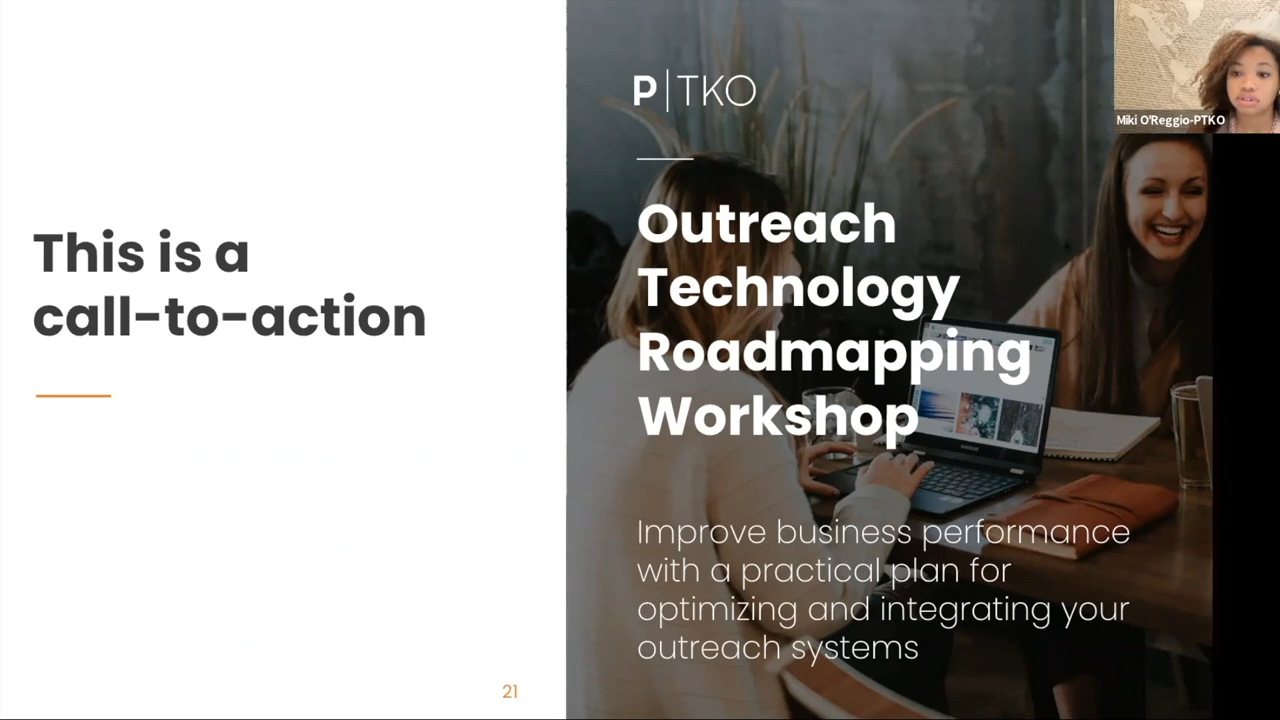 This is a
call-to-action
21
P|TKO
Outreach
Technology
Roadmapping
Workshop
Improve business performance
with a practical plan for
optimizing and integrating your
outreach systems
Miki O'Reggio-PTKO